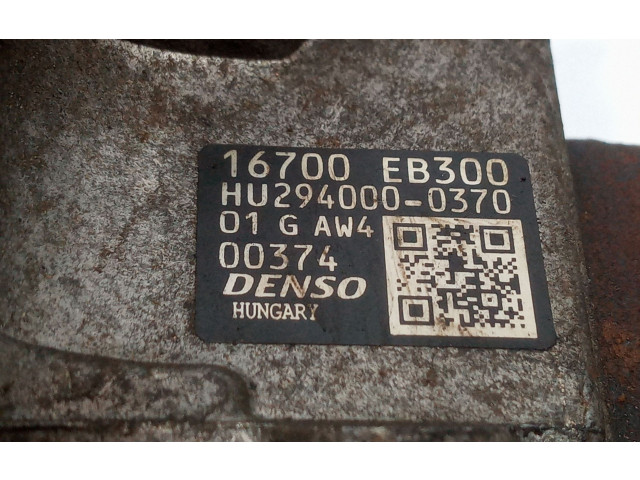 16700 EB300
HU294000-0370
01 G AW4
00374
DENSO
HUNGARY